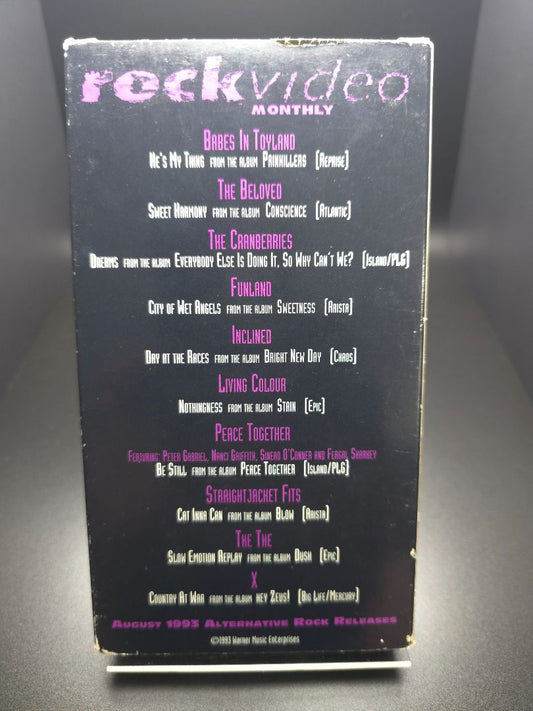 rockvideo
MONTHLY
BABES IN TOYLAND
HE'S MY THING FROM THE ALBUM PAINKILLERS (REPRISE)
THE BELOVED
SWEET HARMONY FROM THE ALBUM CONSCIENCE (ATLANTIC)
THE CRANBERRIES
DREAMS FROM THE ALBUM EVERYBODY ELSE IS DOING IT, SO WHY CAN'T WE? (ISLAND/PLG)
FUNLAND
CITY OF WET ANGELS FROM THE ALBUM SWEETNESS (ARISTA)
INCLINED
DAY AT THE RACES FROM THE ALBUM BRIGHT NEW DAY (CHAOS)
LIVING COLOUR
NOTHINGNESS FROM THE ALBUM STAIN (EPIC)
PEACE TOGETHER
FEATURING: PETER GABRIEL, NANCI GRIFFITH, SINEAD O'CONNER AND FEARGAL SHARKEY
BE STILL FROM THE ALBUM PEACE TOGETHER (ISLAND/PLG)
STRAIGHTJACKET FITS
CAT INNA CAN FROM THE ALBUM BLOW (ARISTA)
THE THE
SLOW EMOTION REPLAY FROM THE ALBUM DUSK (EPIC)
X
COUNTRY AT WAR FROM THE ALBUM HEY ZEUS! (BIG LIFE/MERCURY)
AUGUST 1993 ALTERNATIVE ROCK RELEASES
©1993 Warner Music Enterprises